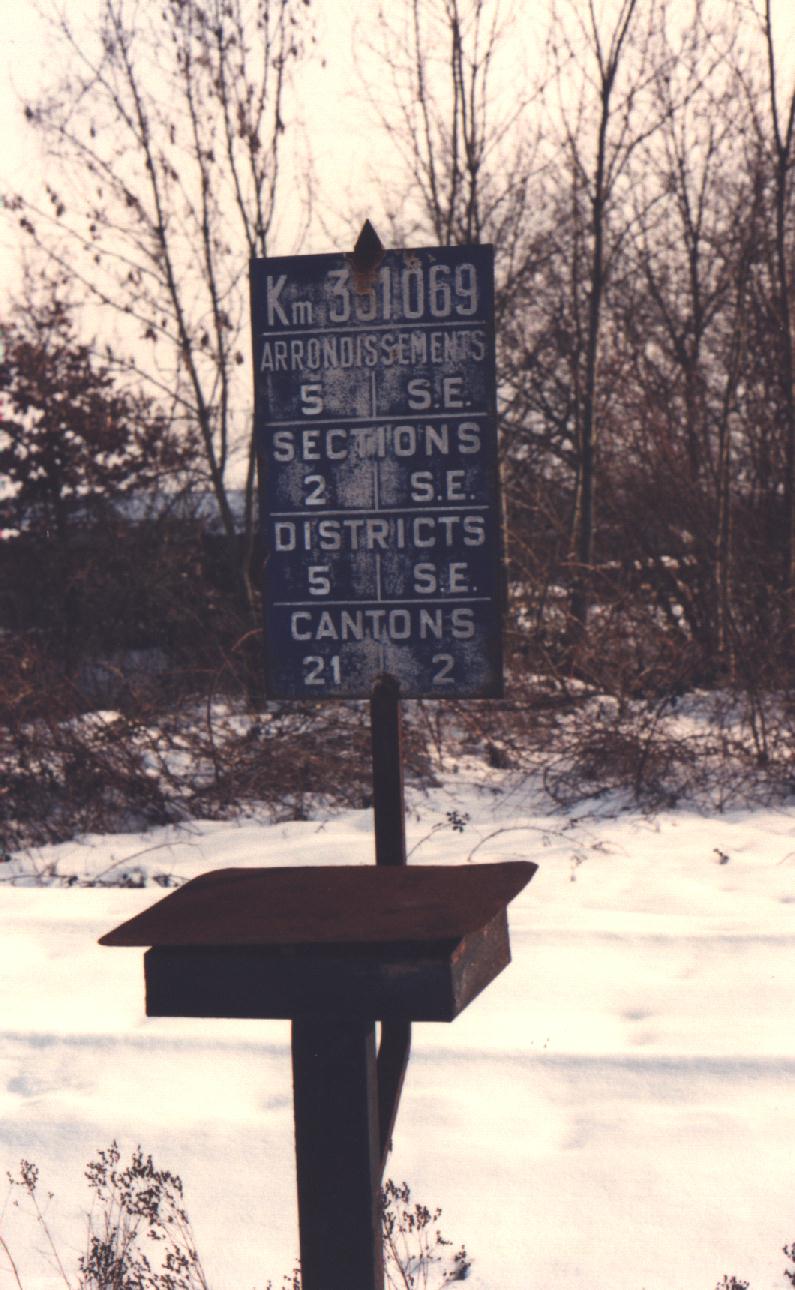 Km
ARRONDISSEMENTS
5 S.E.
SECTIONS
2 S.E.
DISTRICTS
5 S.E.
CANTONS
21 2